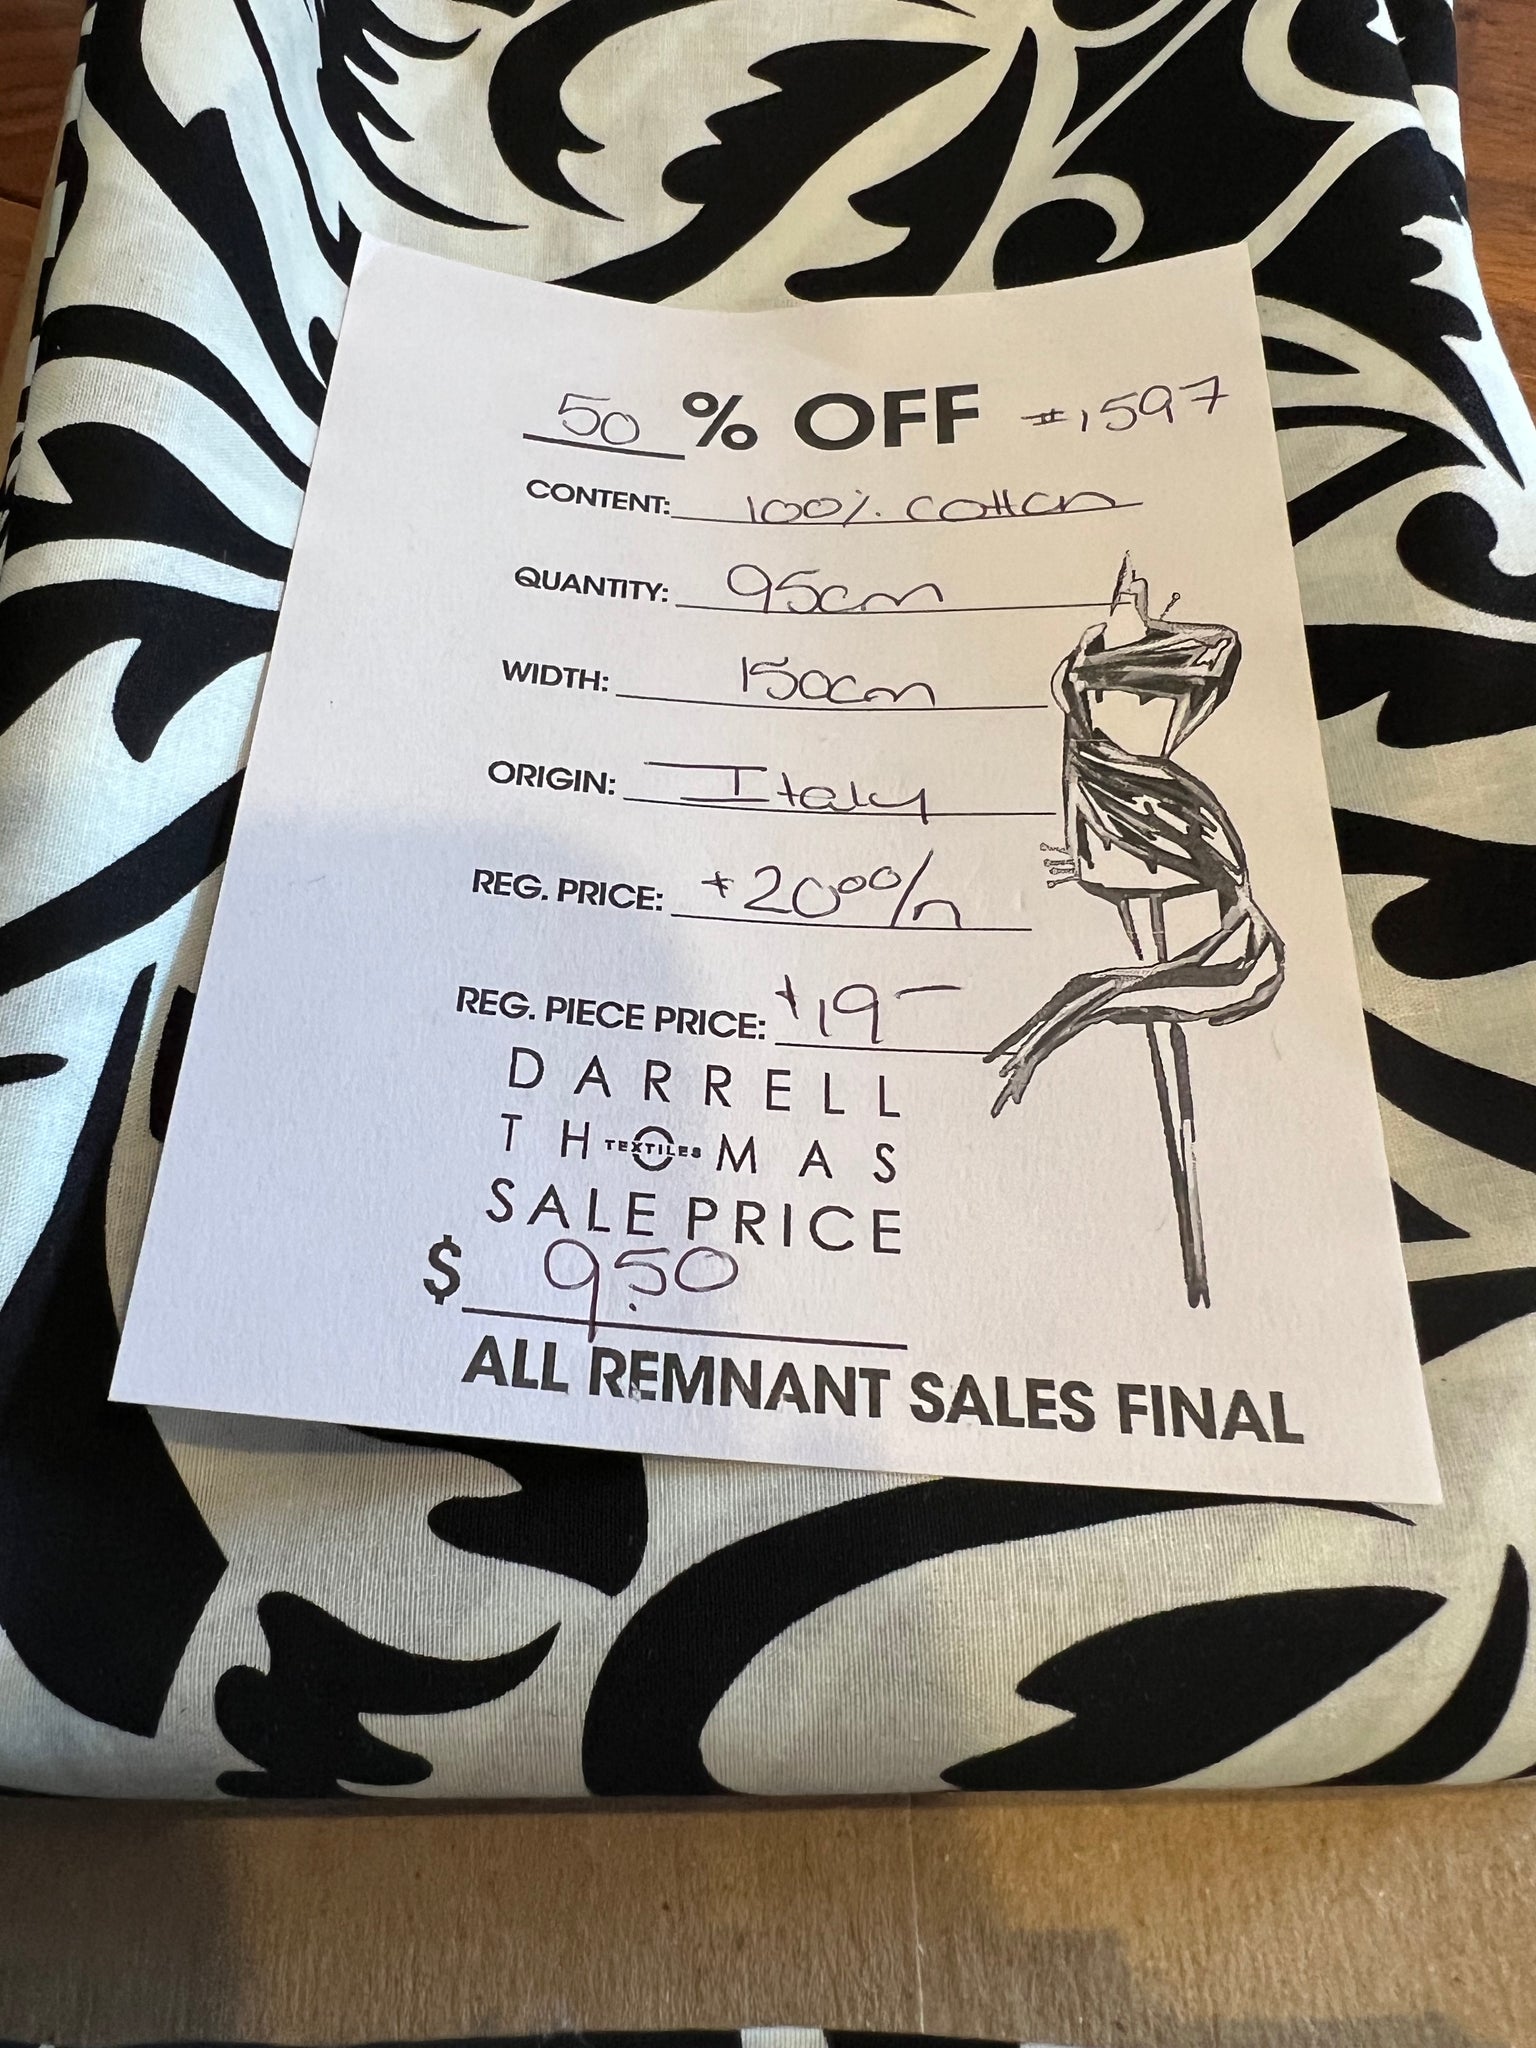 50 % OFF #1597
CONTENT: 100% cotton
QUANTITY: 95cm
WIDTH: 150cm
ORIGIN: Italy
REG. PRICE: $20.00/m
REG. PIECE PRICE: $19-
DARRELL
THOMAS
TEXTILES
SALE PRICE
$ 9.50
ALL REMNANT SALES FINAL